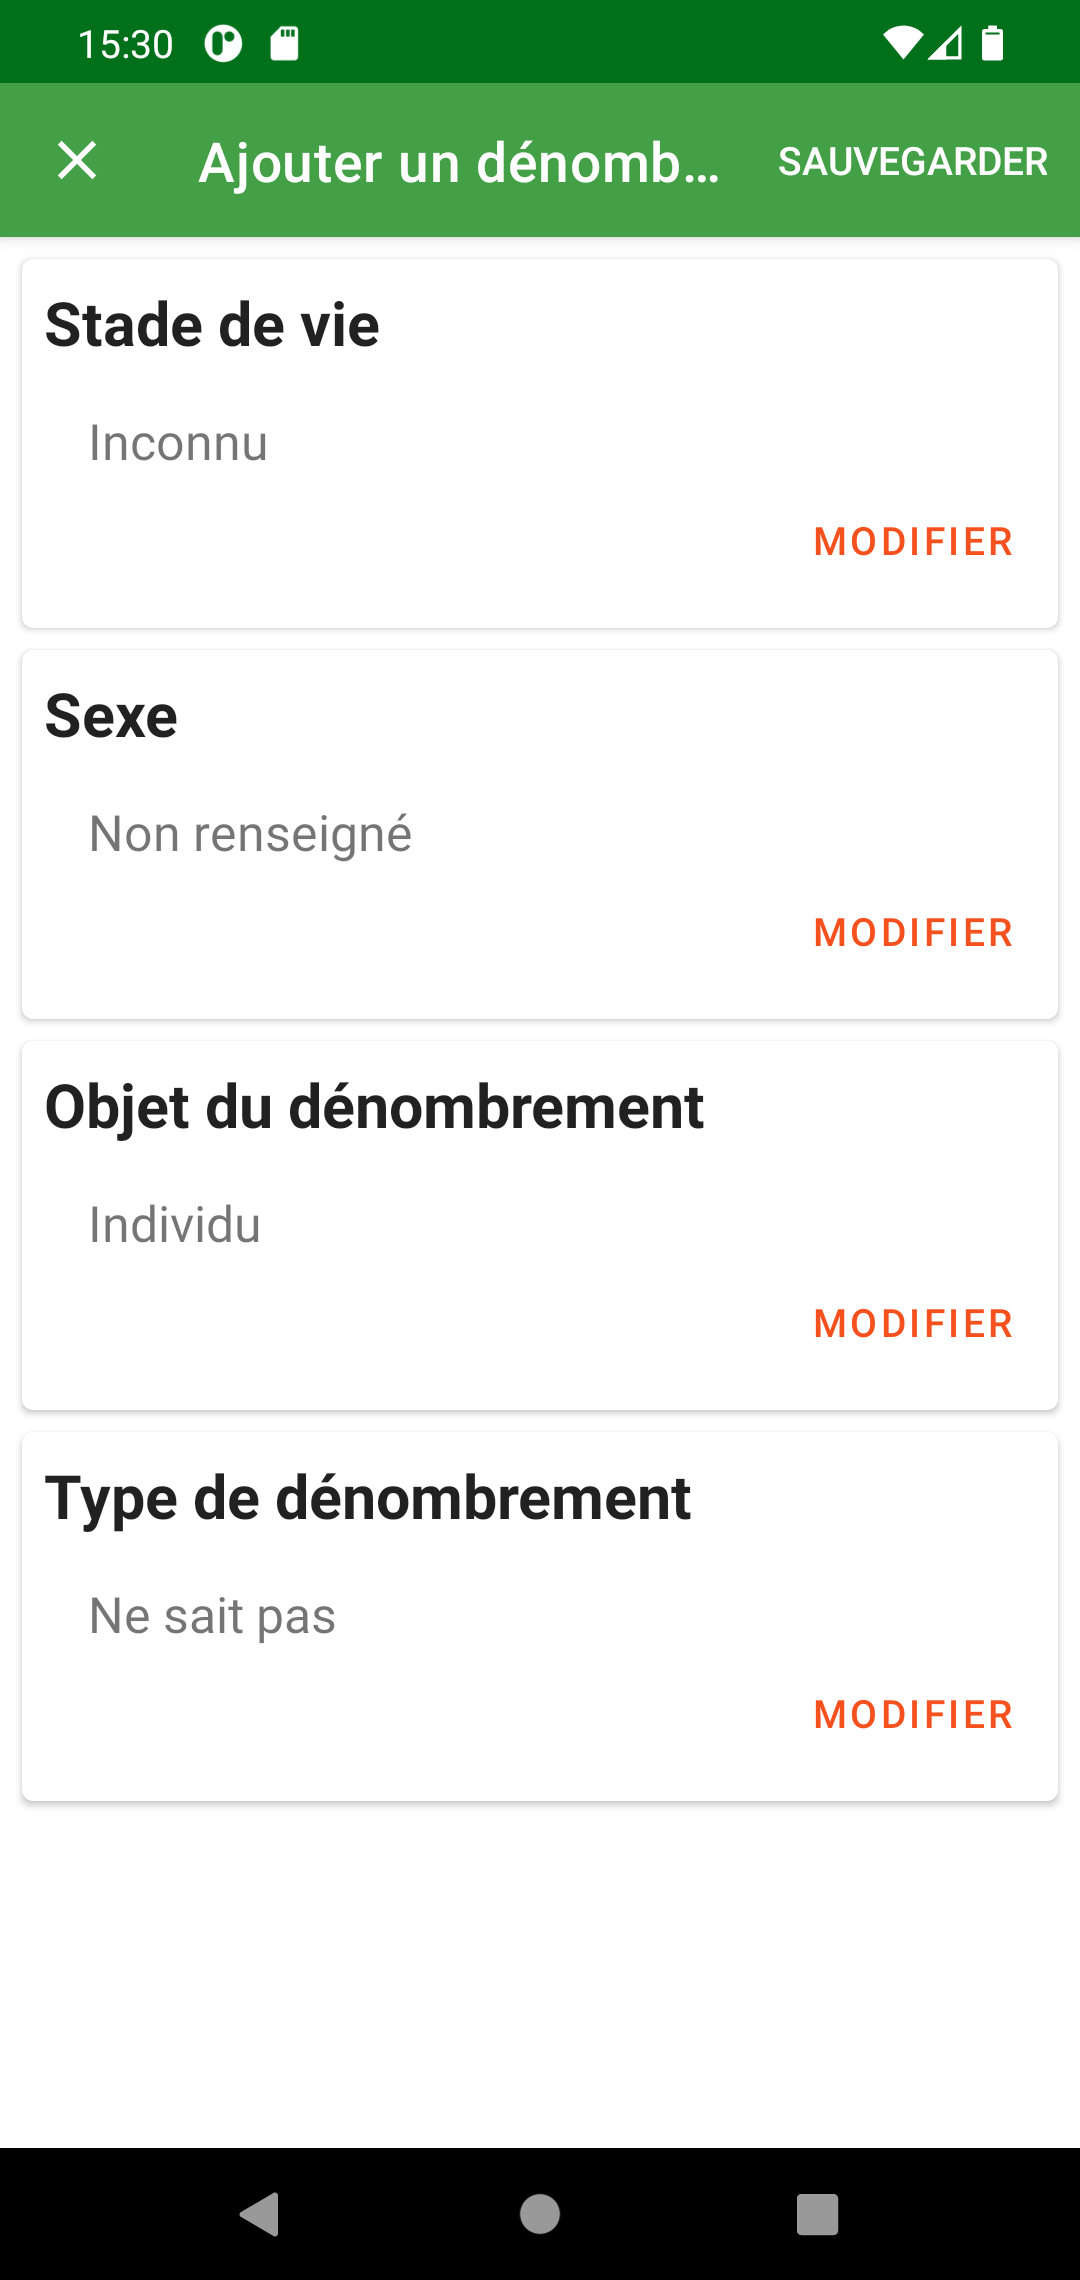 15:30
Ajouter un dénomb... SAUVEGARDER
Stade de vie
Inconnu
MODIFIER
Sexe
Non renseigné
MODIFIER
Objet du dénombrement
Individu
MODIFIER
Type de dénombrement
Ne sait pas
MODIFIER